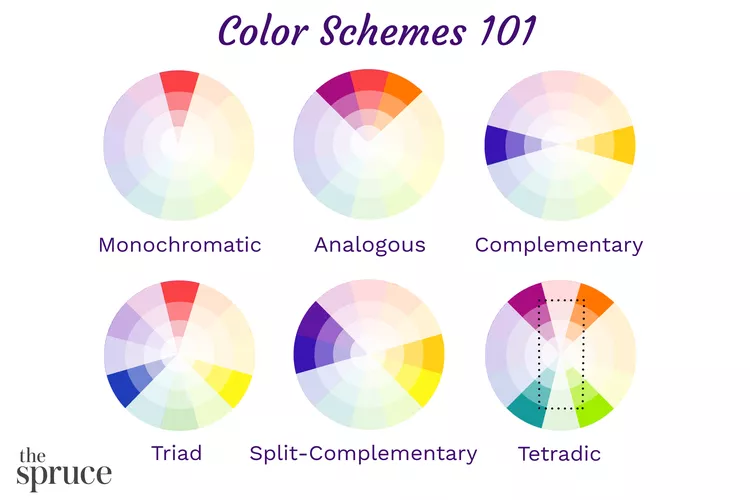 Color Schemes 101
Monochromatic
Analogous
Complementary
Triad
Split-Complementary
Tetradic
the
spruce